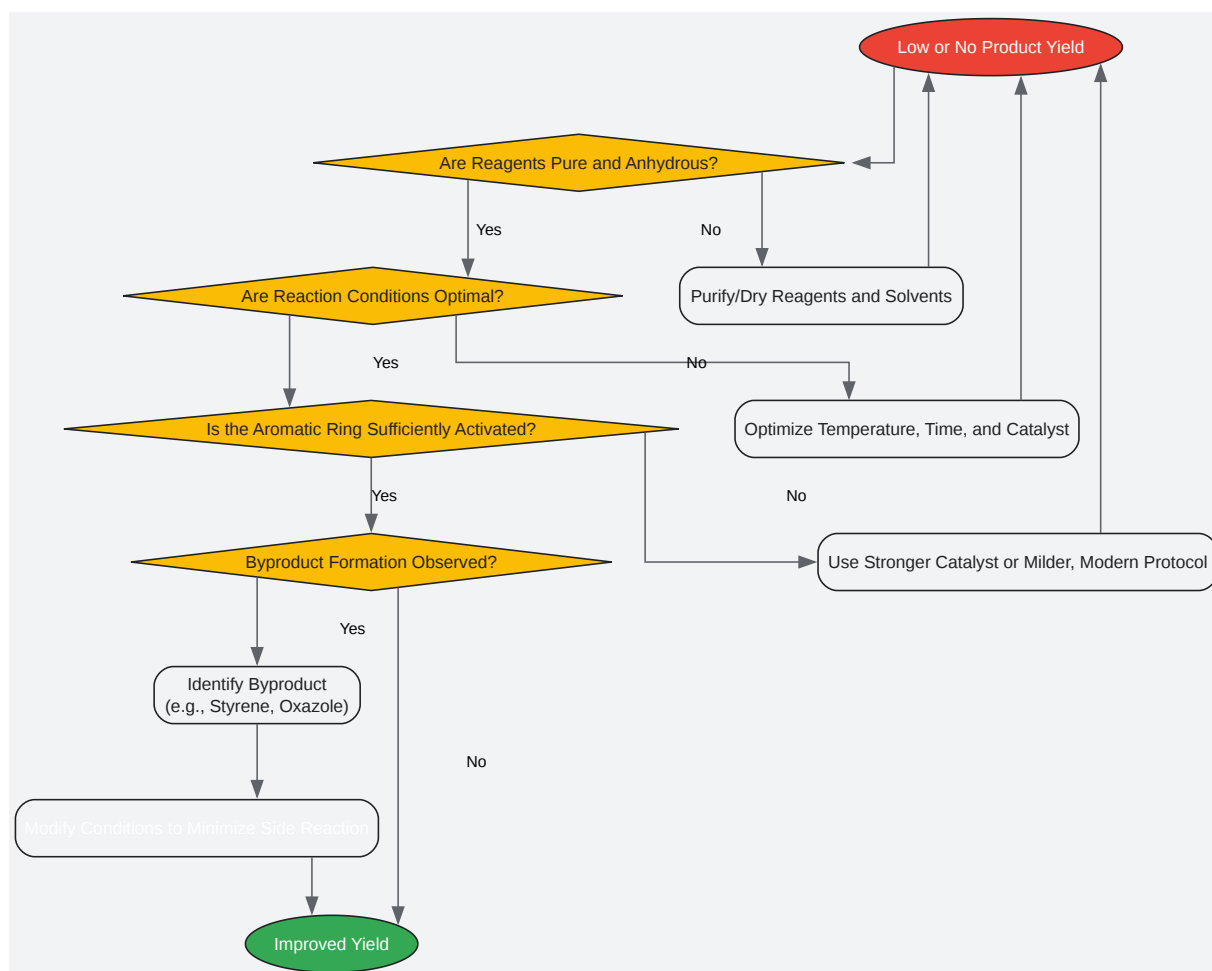 Low or No Product Yield
Are Reagents Pure and Anhydrous?
Yes
No
Are Reaction Conditions Optimal?
Purify/Dry Reagents and Solvents
Yes
No
Is the Aromatic Ring Sufficiently Activated?
Optimize Temperature, Time, and Catalyst
Yes
No
Byproduct Formation Observed?
Use Stronger Catalyst or Milder, Modern Protocol
Yes
Identify Byproduct
(e.g., Styrene, Oxazole)
No
Modify Conditions to Minimize Side Reaction
Improved Yield